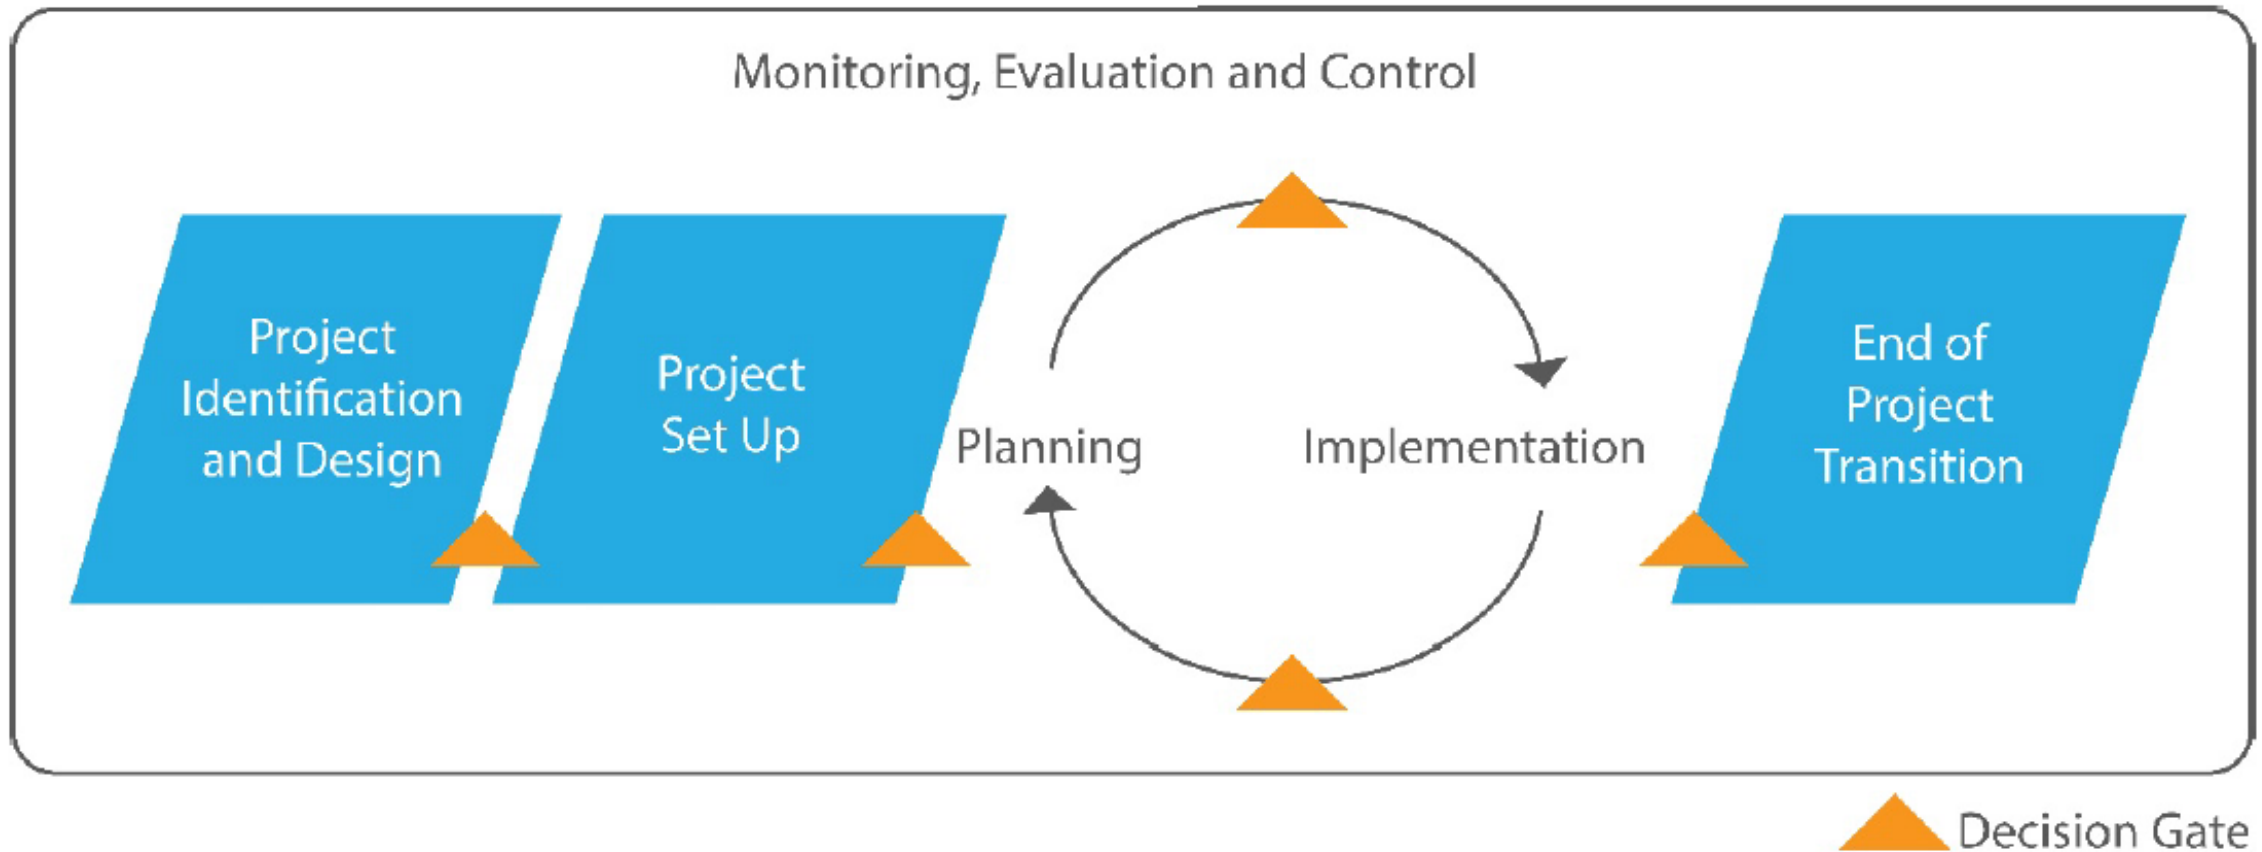 Monitoring, Evaluation and Control
Project
Identification
and Design
Project
Set Up
Planning
Implementation
End of
Project
Transition
Decision Gate